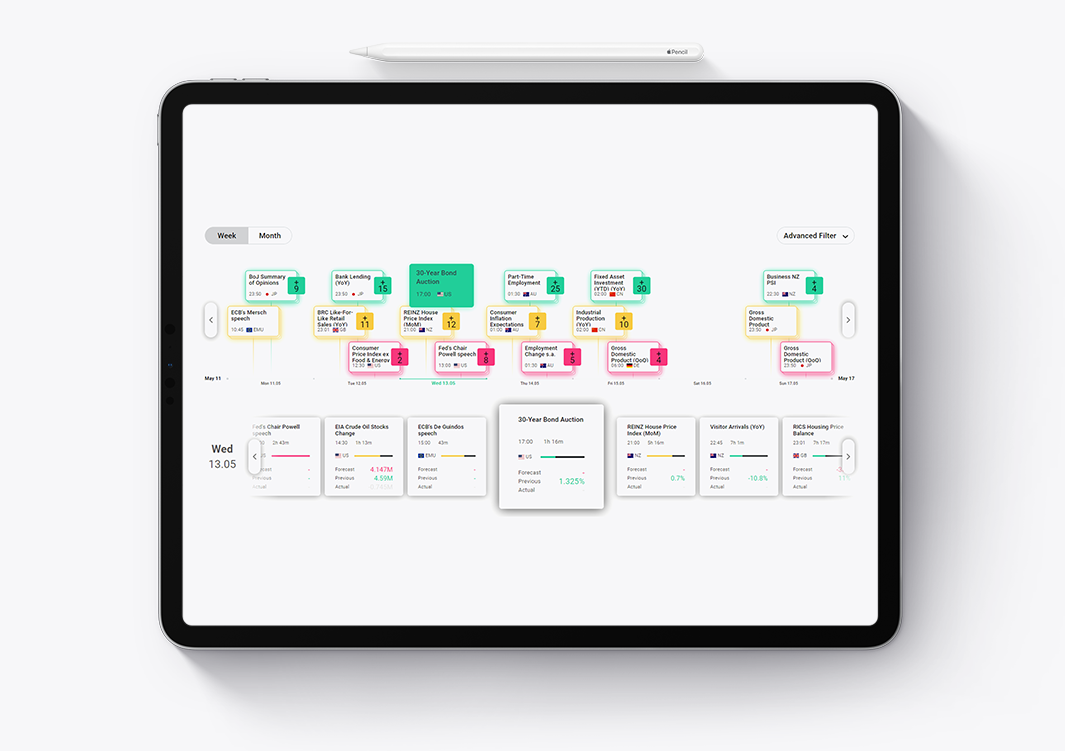 Pencil
Week
Month
Advanced Filter
BoJ Summary
of Opinions
23:50 JP
+
9
Bank Lending
(YoY)
23:50 JP
+
15
30-Year Bond
Auction
17:00 US
Part-Time
Employment
01:30 AU
+
25
Fixed Asset
Investment
(YTD) (YoY)
02:00 CN
+
30
Business NZ
PSI
22:30 NZ
+
4
ECB's Mersch
speech
10:45 EMU
BRC Like-For-
Like Retail
Sales (YoY)
23:01 GB
+
11
REINZ House
Price Index
(MoM)
21:00 NZ
+
12
Consumer
Inflation
Expectations
01:00 AU
+
7
Industrial
Production
(YoY)
02:00 CN
+
10
Gross
Domestic
Product
23:50 JP
Consumer
Price Index ex
Food & Energy
12:30 US
+
2
Fed's Chair
Powell speech
13:00 US
+
8
Employment
Change s.a.
01:30 AU
+
5
Gross
Domestic
Product (QoQ)
06:00 DE
+
4
Gross
Domestic
Product (QoQ)
23:50 JP
May 11
Mon 11.05
Tue 12.05
Wed 13.05
Thu 14.05
Fri 15.05
Sat 16.05
Sun 17.05
May 17
Wed
13.05
Fed's Chair Powell
speech
2h 43m
Forecast -
Previous -
Actual
EIA Crude Oil Stocks
Change
14:30 1h 13m
US
Forecast 4.147M
Previous 4.59M
Actual
ECB's De Guindos
speech
15:00 43m
EMU
Forecast -
Previous -
Actual
30-Year Bond Auction
17:00 1h 16m
US
Forecast -
Previous 1.325%
Actual
REINZ House Price
Index (MoM)
21:00 5h 16m
NZ
Forecast -
Previous 0.7%
Actual
Visitor Arrivals (YoY)
22:45 7h 1m
NZ
Forecast -
Previous -10.8%
Actual
RICS Housing Price
Balance
23:01 7h 17m
GB
Forecast
Previous
Actual